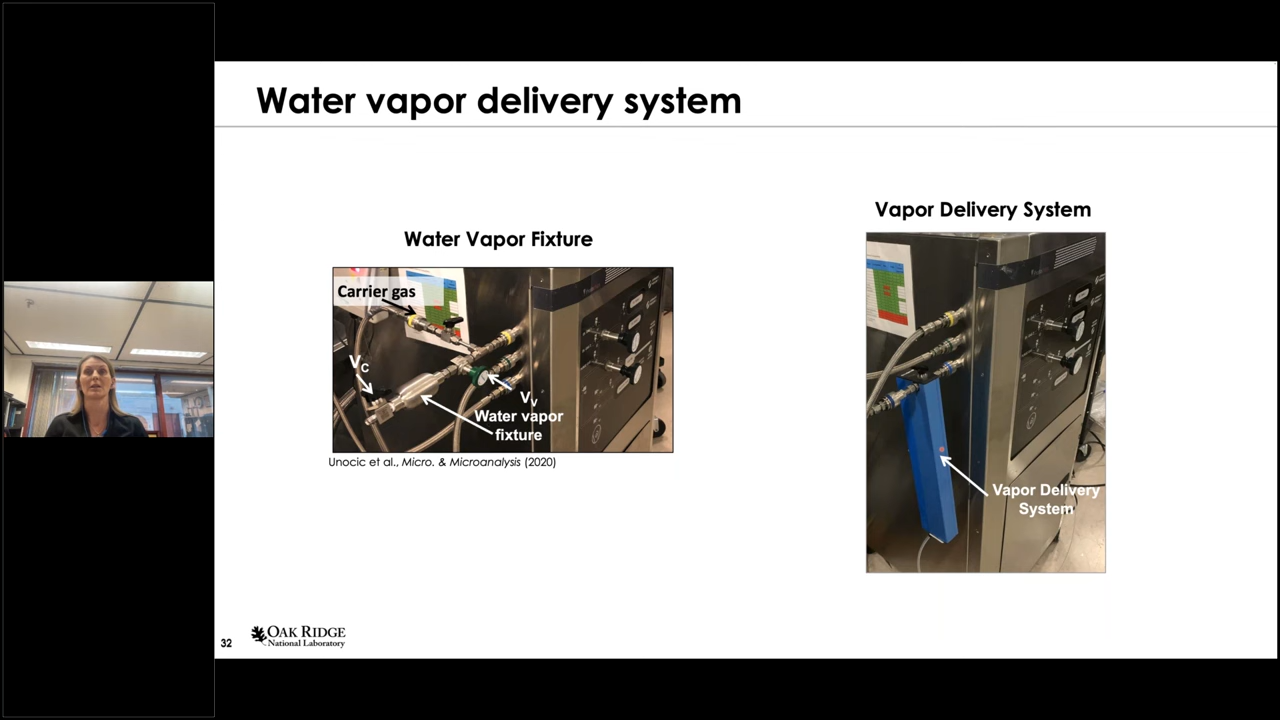 Water vapor delivery system
Water Vapor Fixture
Carrier gas
VC
VV
Water vapor
fixture
Unocic et al., Micro. & Microanalysis (2020)
Vapor Delivery System
Vapor Delivery
System
32
OAK RIDGE
National Laboratory